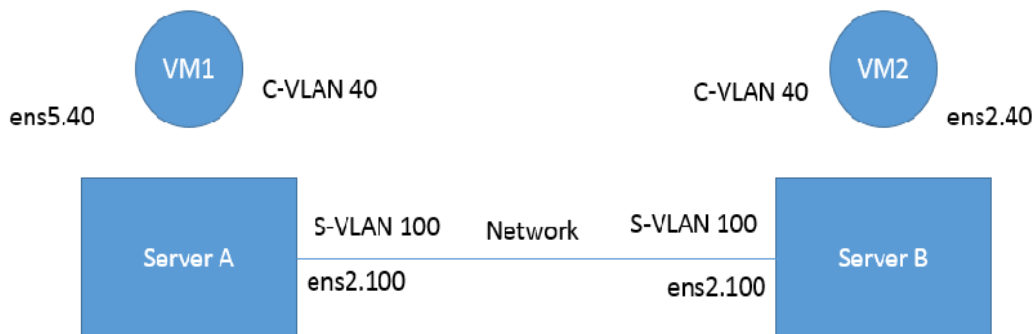 VM1
C-VLAN 40
ens5.40
VM2
C-VLAN 40
ens2.40
Server A
S-VLAN 100
ens2.100
Network
S-VLAN 100
ens2.100
Server B